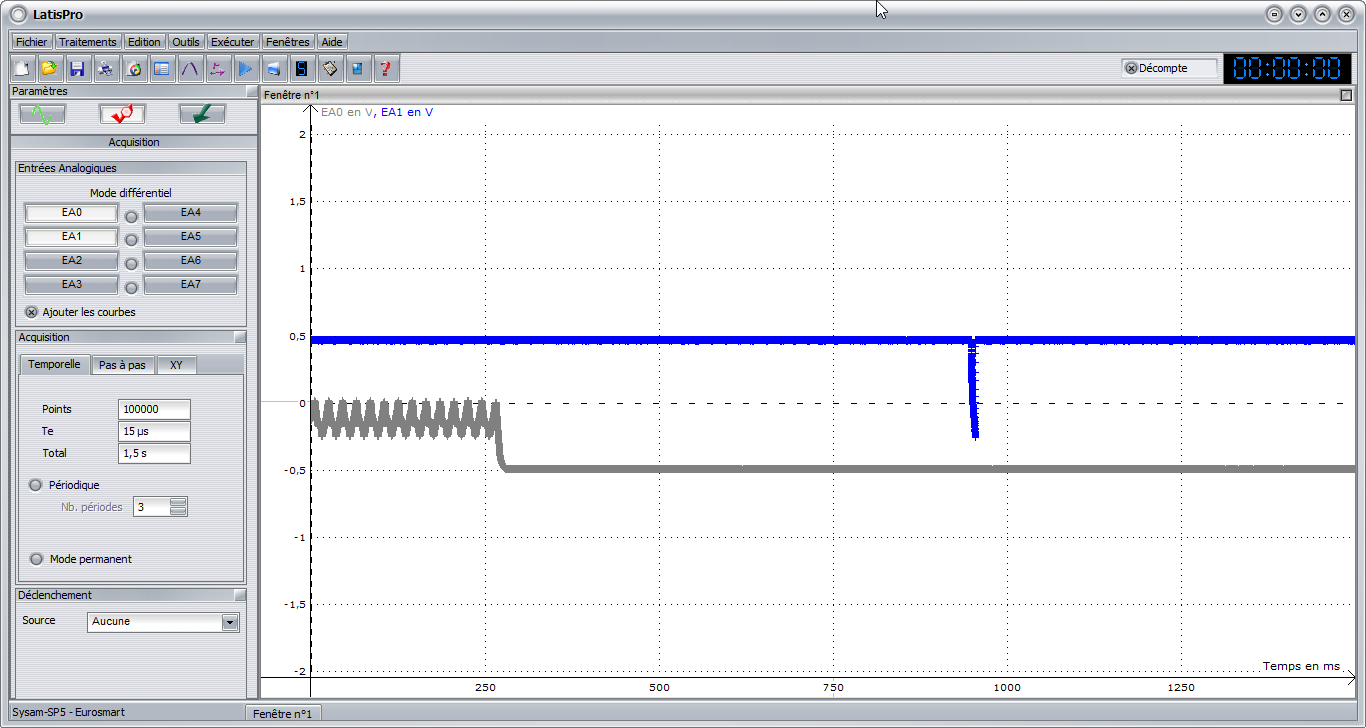 LatisPro
Fichier Traitements Edition Outils Exécuter Fenêtres Aide
S ? Décompte 00:00:00
Paramètres
Fenêtre n°1
EA0 en V, EA1 en V
Acquisition
Entrées Analogiques
Mode différentiel
EA0 EA4
EA1 EA5
EA2 EA6
EA3 EA7
Ajouter les courbes
Acquisition
Temporelle Pas à pas XY
Points 100000
Te 15 µs
Total 1,5 s
Périodique
Nb. périodes 3
Mode permanent
Déclenchement
Source Aucune
2
1,5
1
0,5
0
-0,5
-1
-1,5
-2
Temps en ms
250 500 750 1000 1250
Sysam-SP5 - Eurosmart Fenêtre n°1